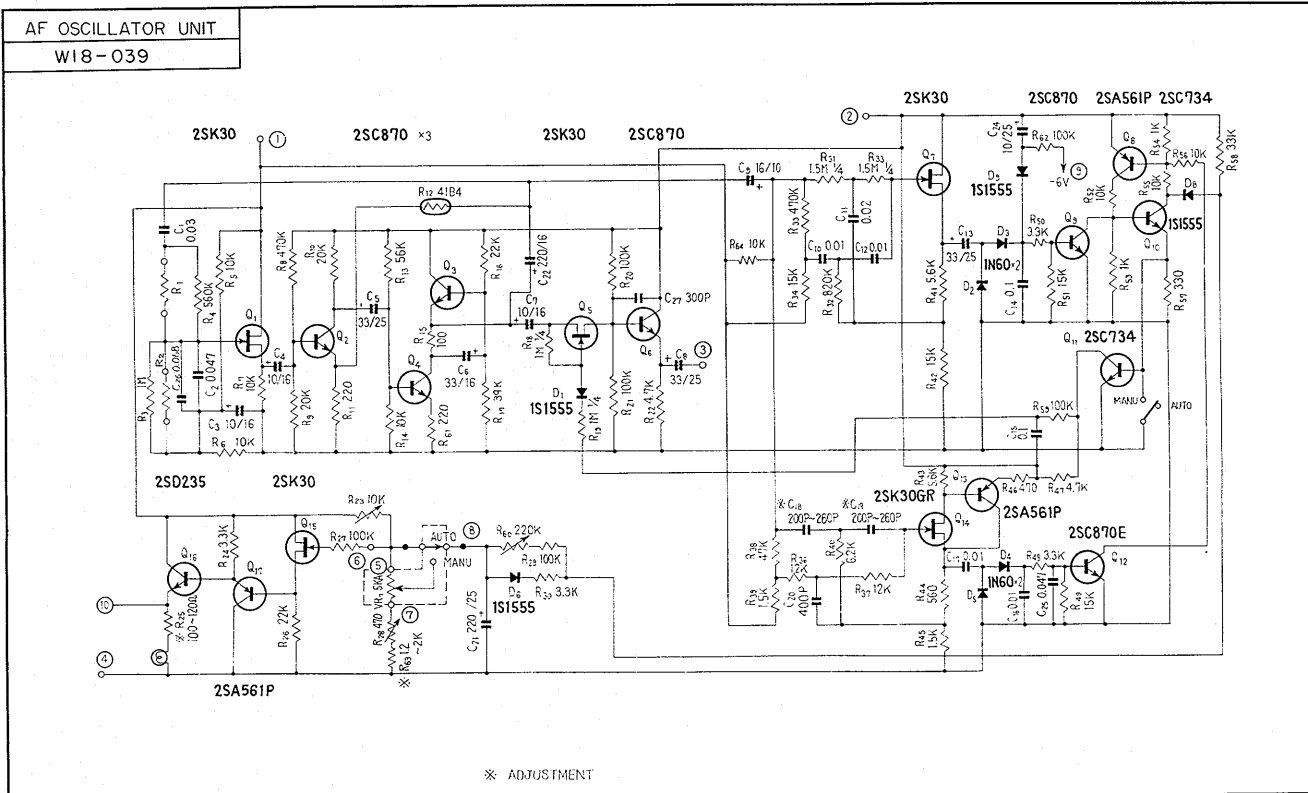 AF OSCILLATOR UNIT
W18-039
2SK30
①
2SC870 ×3
2SK30
2SC870
②
2SK30
2SC870
2SA561P
2SC734
C1
0.03
R1
R2
R3 1M
R4 560K
R5 10K
C26 0.068
C2 0.047
Q1
R7
10K
C3 10/16
R6 10K
C4
10/16
R8 470K
R9 20K
R10
20K
Q2
R11 220
R12 41B4
C5
33/25
R13 56K
R14 10K
Q3
R15
100
Q4
C6
33/16
R61 220
R16 22K
C22 220/16
C7
10/16
R18
1M ¼
D1
1S1555
R19 1M ¼
Q5
R20 100K
C27 300P
Q6
R21 100K
R22 4.7K
C8
33/25
③
C9 16/10
R31
1.5M ¼
R33
1.5M ¼
R33 470K
C11
0.02
C10 0.01
C12 0.01
R64 10K
R34 15K
R32 820K
Q7
C13
33/25
R41 5.6K
R42 15K
C24
10/25
R62 100K
⑨
-6V
D3
1S1555
D3
1N60×2
D2
C14 0.1
R50
3.3K
Q9
R51 15K
R52
10K
R53 1K
Q8
R54 1K
R55
10K
R56 10K
D8
1S1555
Q10
R57 330
R58 33K
2SC734
Q11
MANU
AUTO
R59 100K
C15
0.1
2SD235
2SK30
R23 10K
Q15
R27 100K
Q16
R24 3.3K
Q17
⑩
※ R25
100~120Ω
R26 22K
④
2SA561P
⑥
⑤
AUTO
⑧
MANU
VR1 5KA
⑦
R28 470
R63 1.2
~2K
※
R60 220K
R29 100K
D6
1S1555
R30 3.3K
C21 220 /25
2SK30GR
※C18
200P~260P
※C19
200P~260P
R38
4.7K
R40
6.2K
R39
1.5K
C20
400P
R37 12K
R43
5.6K
Q13
2SA561P
Q14
R46 470
R47 4.7K
C17 0.01
D4
1N60×2
D5
R44
560
R45
1.5K
C16 0.01
C25 0.047
R49 3.3K
R49
15K
2SC870E
Q12
※ ADJUSTMENT